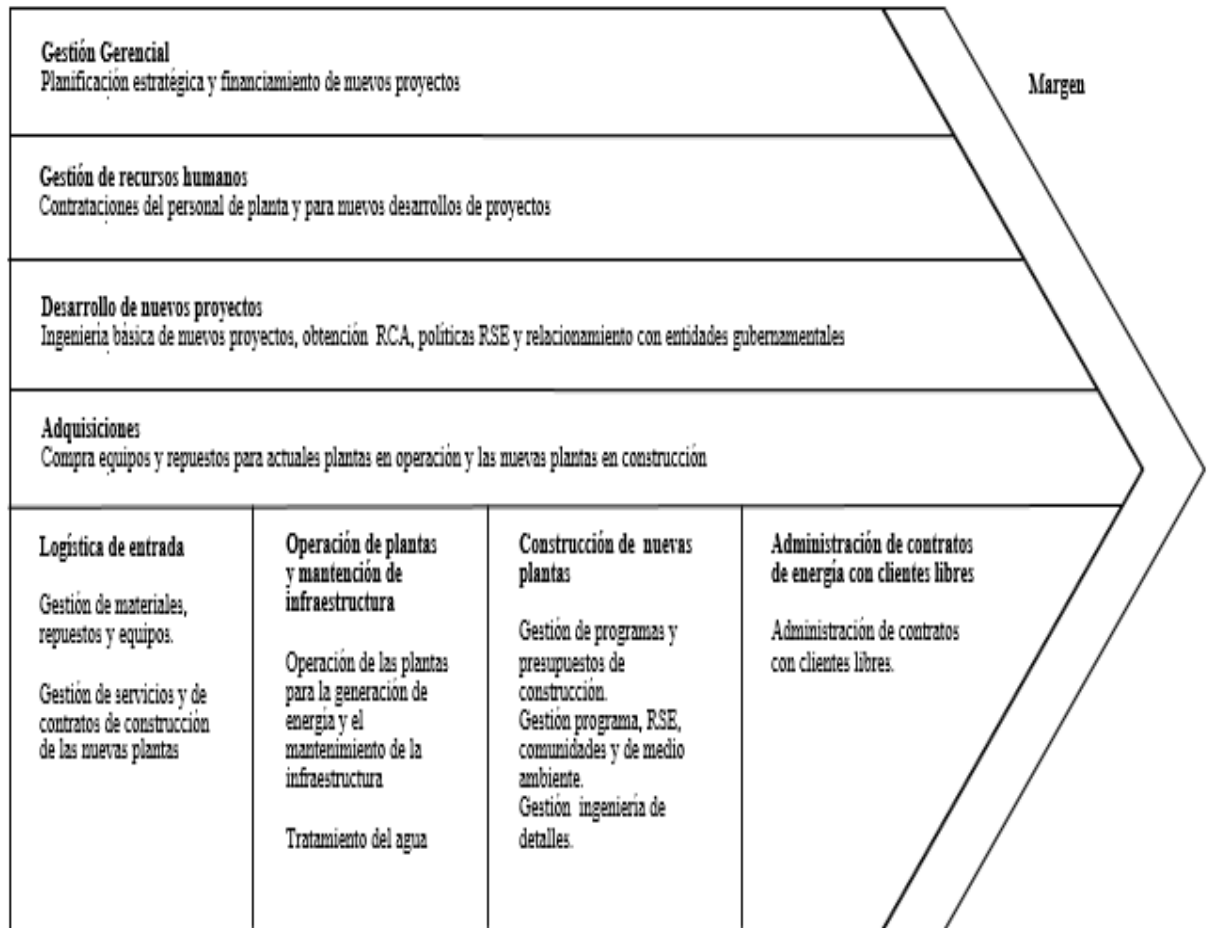 Gestión Gerencial
Planificación estratégica y financiamiento de nuevos proyectos
Margen
Gestión de recursos humanos
Contrataciones del personal de planta y para nuevos desarrollos de proyectos
Desarrollo de nuevos proyectos
Ingenieria básica de nuevos proyectos, obtención RCA, políticas RSE y relacionamiento con entidades gubernamentales
Adquisiciones
Compra equipos y repuestos para actuales plantas en operación y las nuevas plantas en construcción
Logística de entrada
Gestión de materiales,
repuestos y equipos.
Gestión de servicios y de
contratos de construcción
de las nuevas plantas
Operación de plantas
y mantención de
infraestructura
Operación de las plantas
para la generación de
energía y el
mantenimiento de la
infraestructura
Tratamiento del agua
Construcción de nuevas
plantas
Gestión de programas y
presupuestos de
construcción.
Gestión programa, RSE,
comunidades y de medio
ambiente.
Gestión ingeniería de
detalles.
Administración de contratos
de energía con clientes libres
Administración de contratos
con clientes libres.